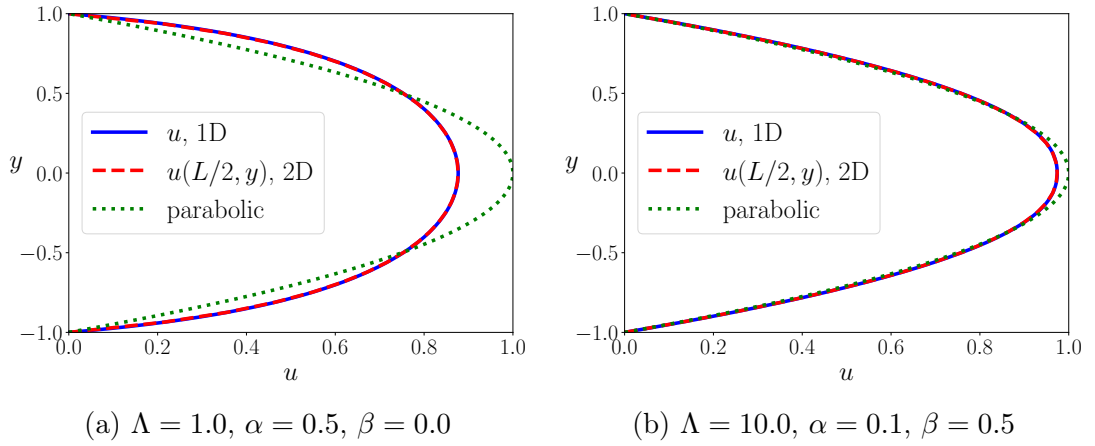 1.0
0.5
y 0.0
−0.5
−1.0
0.0 0.2 0.4 0.6 0.8 1.0
u
u, 1D
u(L/2, y), 2D
parabolic
(a) Λ = 1.0, α = 0.5, β = 0.0
1.0
0.5
y 0.0
−0.5
−1.0
0.0 0.2 0.4 0.6 0.8 1.0
u
u, 1D
u(L/2, y), 2D
parabolic
(b) Λ = 10.0, α = 0.1, β = 0.5